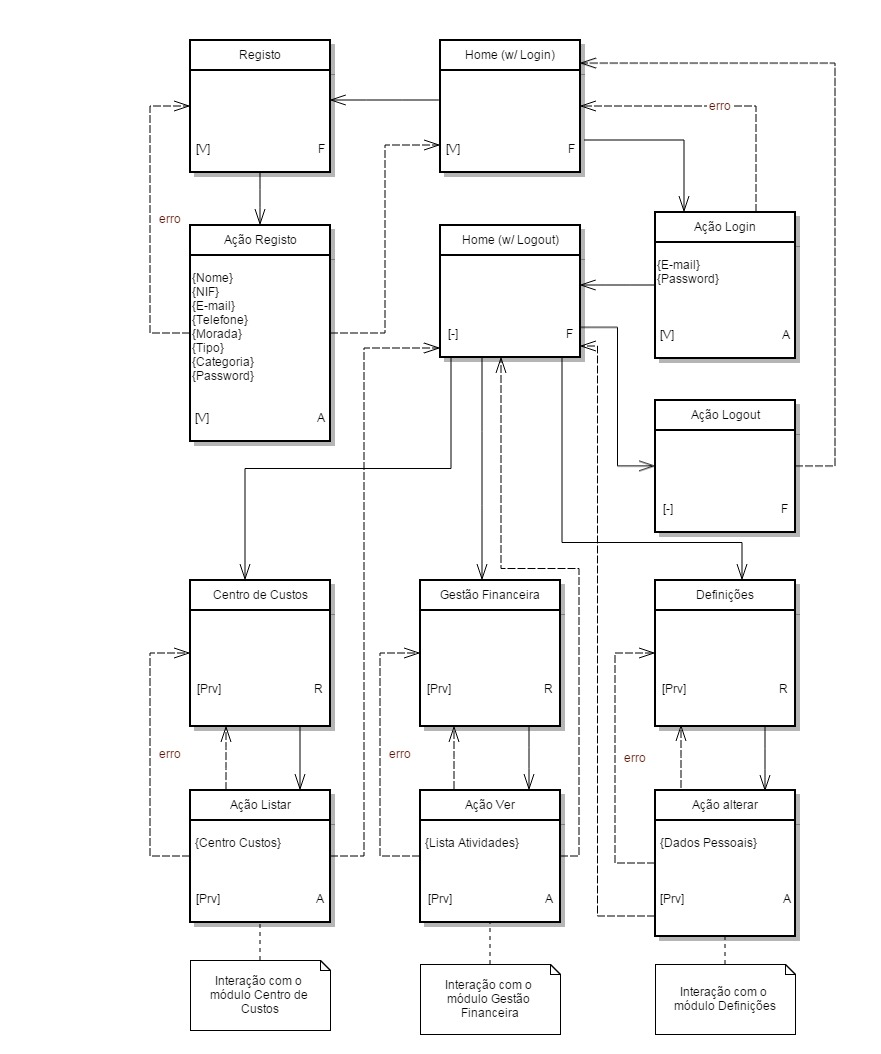 Registo
[V]
F
Home (w/ Login)
[V]
F
erro
erro
Ação Registo
{Nome}
{NIF}
{E-mail}
{Telefone}
{Morada}
{Tipo}
{Categoria}
{Password}
[V]
A
Home (w/ Logout)
[-]
F
Ação Login
{E-mail}
{Password}
[V]
A
Ação Logout
[-]
F
Centro de Custos
[Prv]
R
Gestão Financeira
[Prv]
R
Definições
[Prv]
R
erro
erro
erro
Ação Listar
{Centro Custos}
[Prv]
A
Ação Ver
{Lista Atividades}
[Prv]
A
Ação alterar
{Dados Pessoais}
[Prv]
A
Interação com o
módulo Centro de
Custos
Interação com o
módulo Gestão
Financeira
Interação com o
módulo Definições